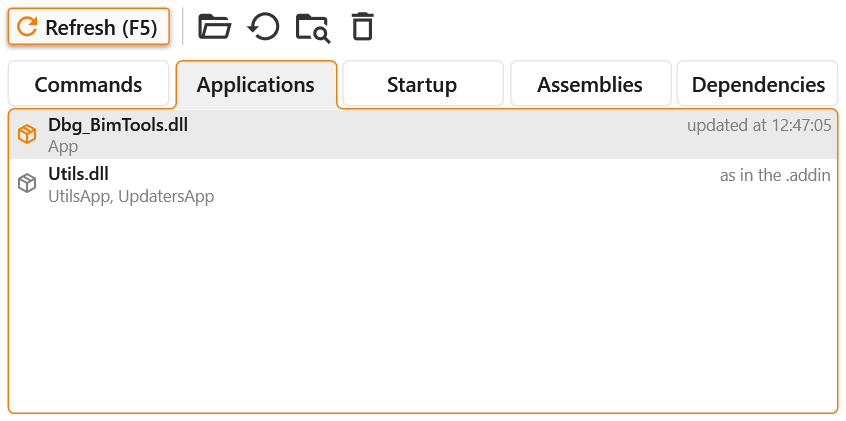 Refresh (F5)
Commands Applications Startup Assemblies Dependencies
Dbg_BimTools.dll updated at 12:47:05
App
Utils.dll as in the .addin
UtilsApp, UpdatersApp